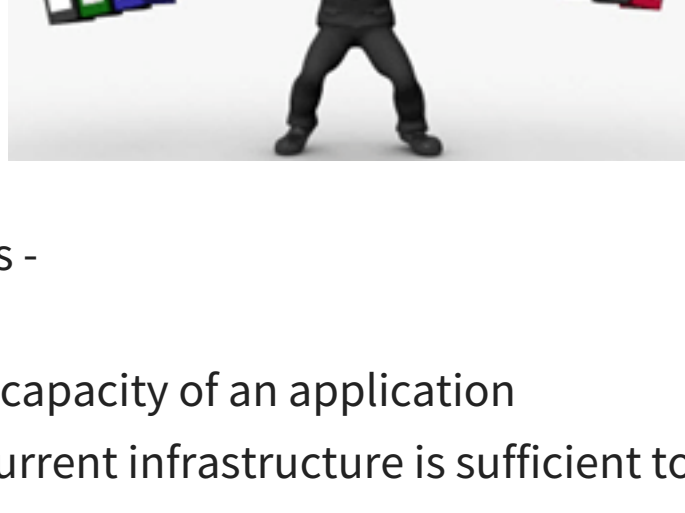 s -
capacity of an application
urrent infrastructure is sufficient to